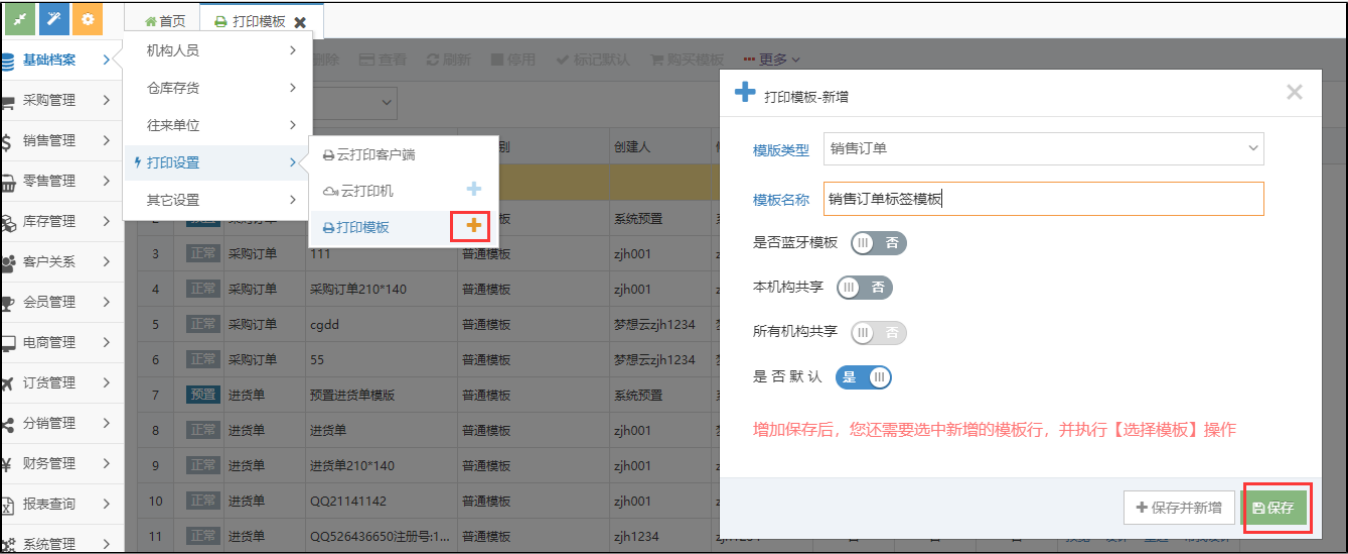 首页
打印模板
基础档案
采购管理
销售管理
零售管理
库存管理
客户关系
会员管理
电商管理
订货管理
分销管理
财务管理
报表查询
系统管理
机构人员
仓库存货
往来单位
打印设置
其它设置
云打印客户端
云打印机
打印模板
删除 查看 刷新 停用 标记默认 购买模板 更多
创建人
系统预置
3 正常 采购订单 111 普通模板 zjh001
4 正常 采购订单 采购订单210*140 普通模板 zjh001
5 正常 采购订单 cgdd 普通模板 梦想云zjh1234
6 正常 采购订单 55 普通模板 梦想云zjh1234
7 预置 进货单 预置进货单模版 普通模板 系统预置
8 正常 进货单 进货单 普通模板 zjh001
9 正常 进货单 进货单210*140 普通模板 zjh001
10 正常 进货单 QQ21141142 普通模板 zjh001
11 正常 进货单 QQ526436650注册号:1... 普通模板 zjh1234
打印模板-新增
模版类型 销售订单
模板名称 销售订单标签模板
是否蓝牙模板 否
本机构共享 否
所有机构共享 否
是否默认 是
增加保存后，您还需要选中新增的模板行，并执行【选择模板】操作
保存并新增 保存